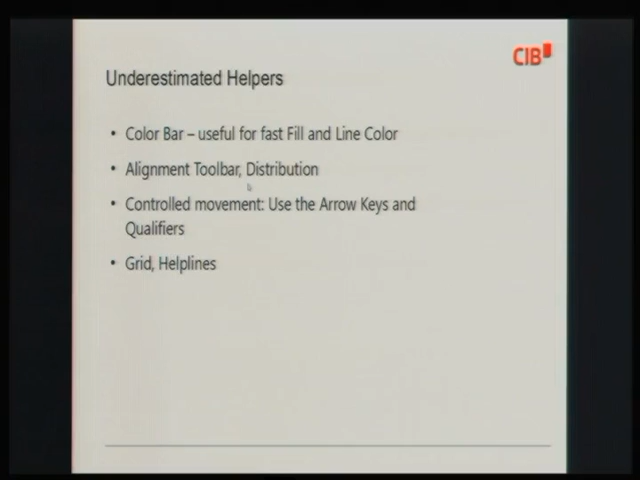 CIB
Underestimated Helpers
• Color Bar – useful for fast Fill and Line Color
• Alignment Toolbar, Distribution
• Controlled movement: Use the Arrow Keys and
Qualifiers
• Grid, Helplines